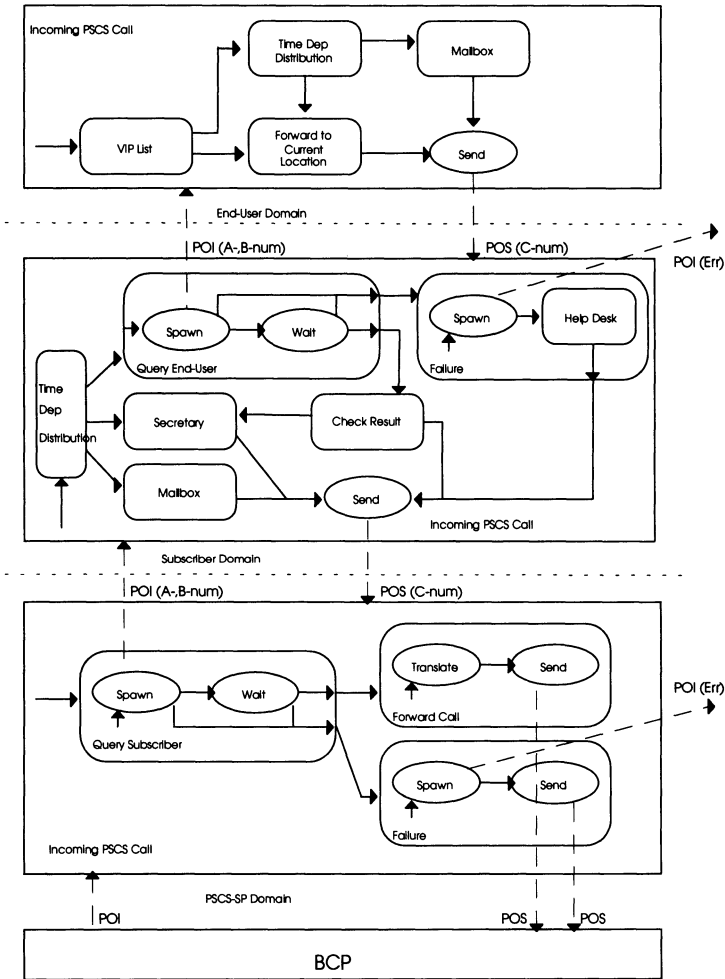 Incoming PSCS Call
Time Dep
Distribution
Mailbox
VIP List
Forward to
Current
Location
Send
End-User Domain
POI (A-,B-num)
POS (C-num)
POI (Err)
Spawn
Wait
Query End-User
Spawn
Help Desk
Failure
Time
Dep
Distribution
Secretary
Check Result
Mailbox
Send
Incoming PSCS Call
Subscriber Domain
POI (A-,B-num)
POS (C-num)
Spawn
Wait
Query Subscriber
Translate
Send
Forward Call
POI (Err)
Spawn
Send
Failure
Incoming PSCS Call
PSCS-SP Domain
POI
POS
POS
BCP